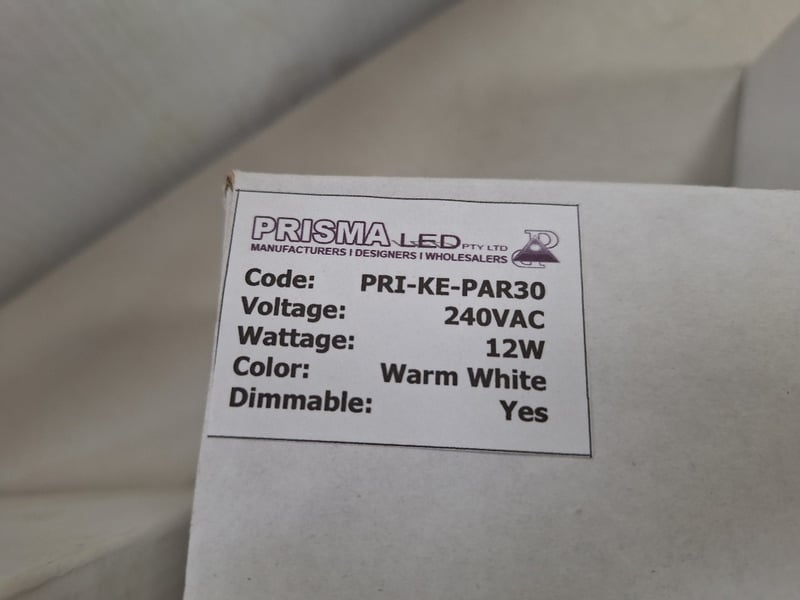 PRISMA LED PTY LTD
MANUFACTURERS | DESIGNERS | WHOLESALERS
Code: PRI-KE-PAR30
Voltage: 240VAC
Wattage: 12W
Color: Warm White
Dimmable: Yes